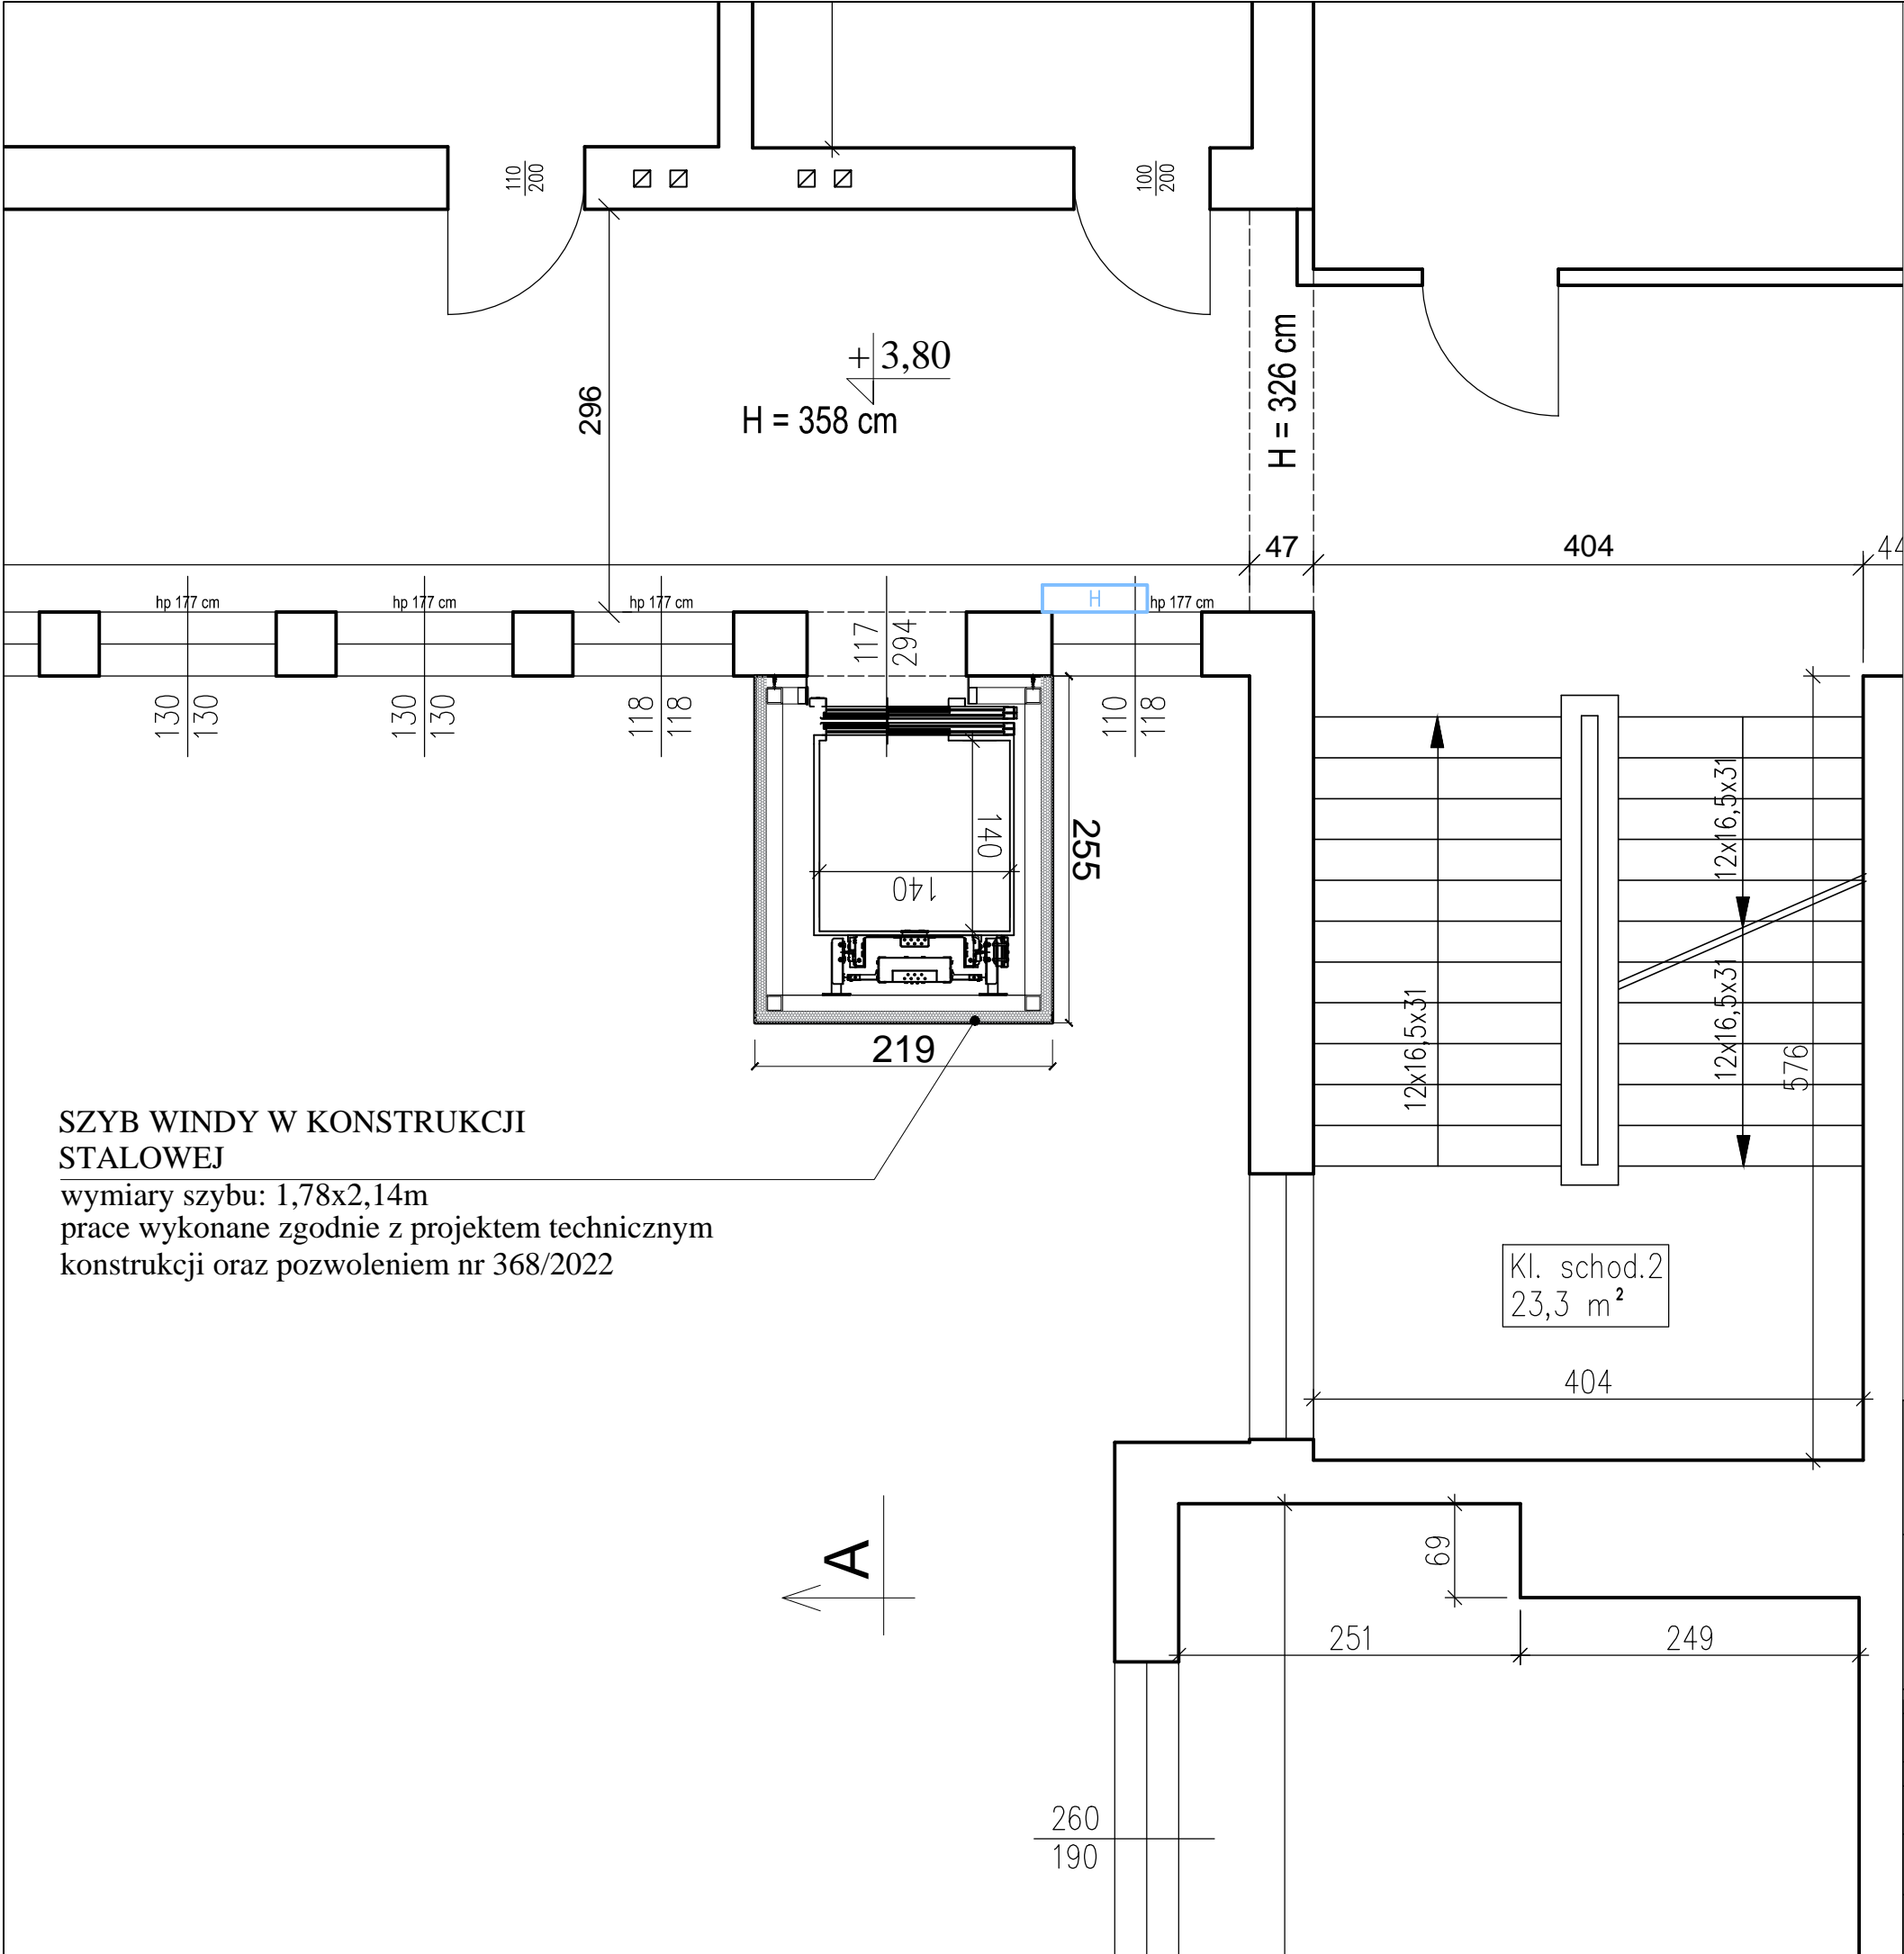 110
200
100
200
+3,80
H = 358 cm
296
H = 326 cm
47
404
hp 177 cm
hp 177 cm
hp 177 cm
H
hp 177 cm
117
294
130
130
130
130
118
118
110
118
255
140
140
219
12x16,5x31
12x16,5x31
12x16,5x31
576
SZYB WINDY W KONSTRUKCJI
STALOWEJ
wymiary szybu: 1,78x2,14m
prace wykonane zgodnie z projektem technicznym
konstrukcji oraz pozwoleniem nr 368/2022
Kl. schod.2
23,3 m²
404
A
69
251
249
260
190